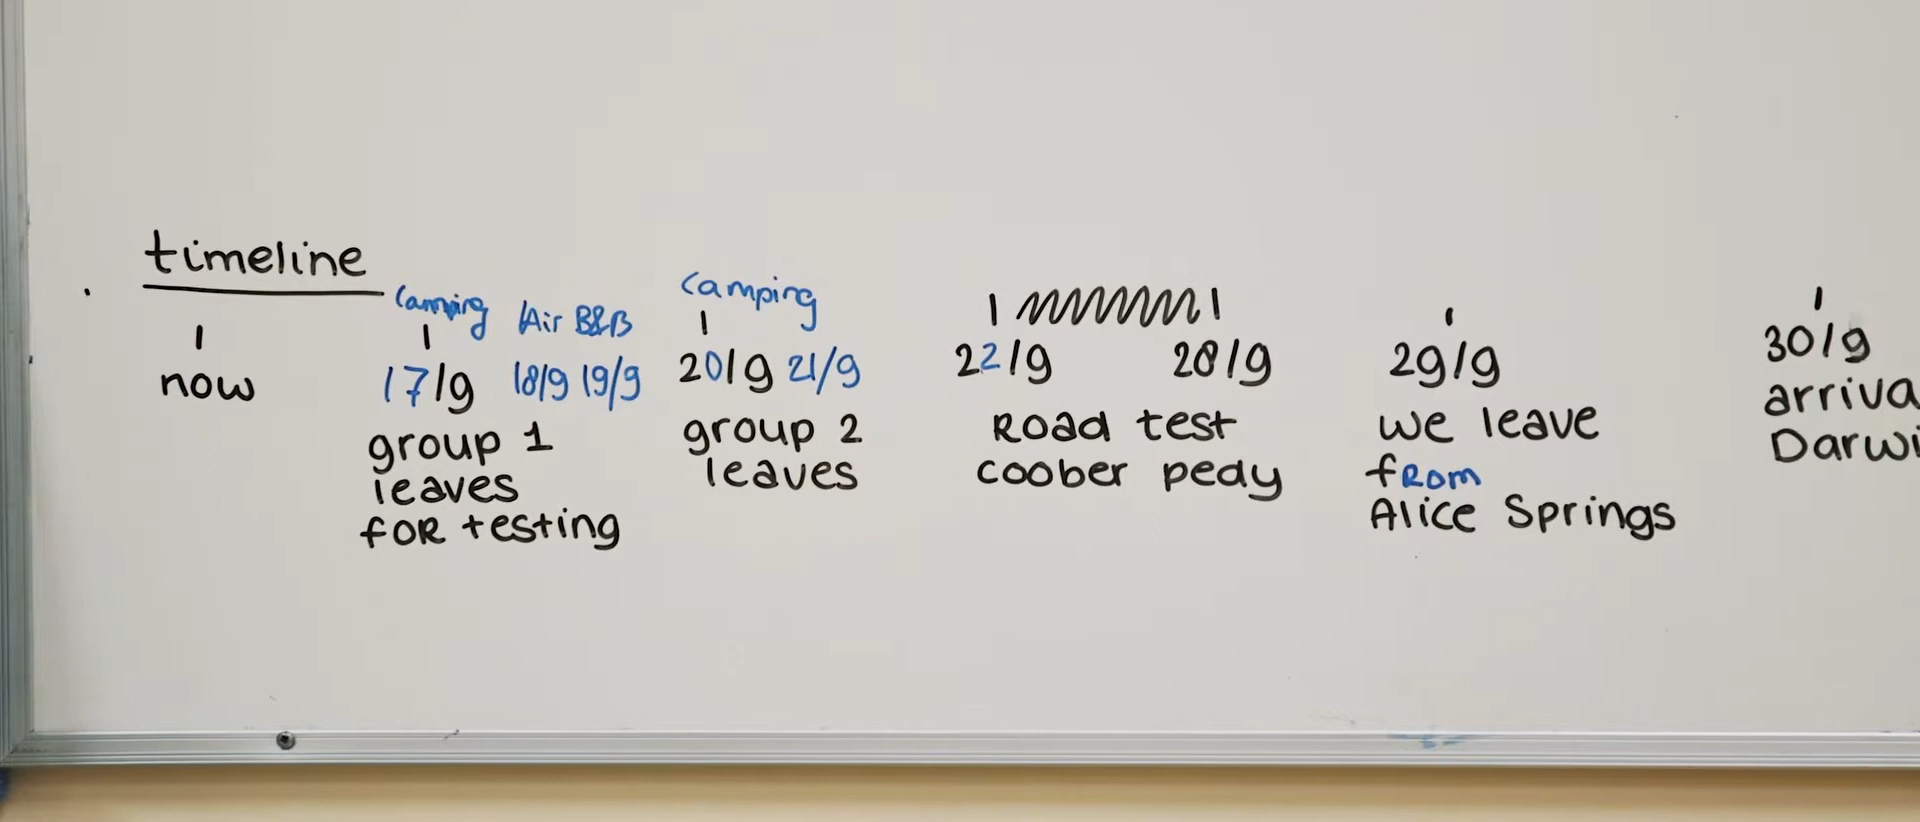 timeline
now
camping Air B&B
17/9 18/9 19/9
group 1
leaves
for testing
camping
20/9 21/9
group 2
leaves
22/9 28/9
Road test
coober pedy
29/9
we leave
from
Alice Springs
30/9
arriva
Darwi